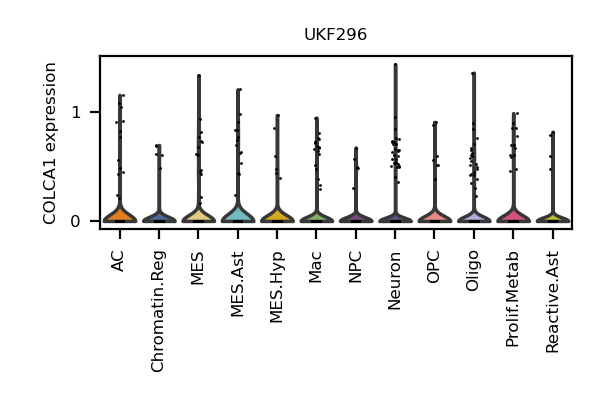 UKF296
COLCA1 expression
1
0
AC
Chromatin.Reg
MES
MES.Ast
MES.Hyp
Mac
NPC
Neuron
OPC
Oligo
Prolif.Metab
Reactive.Ast